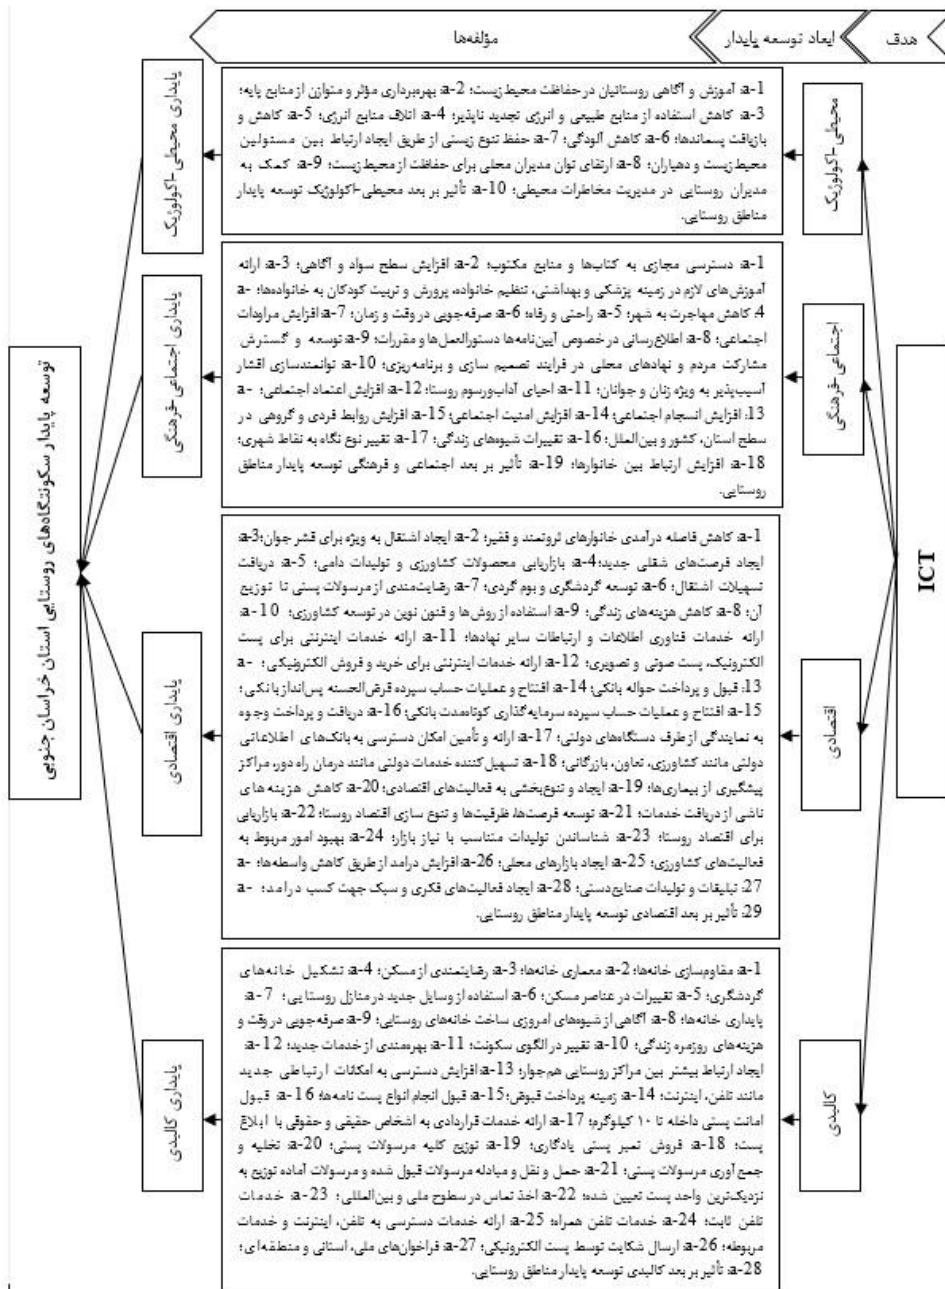 هدف
ابعاد توسعه پایدار
مؤلفه‌ها
ICT
محیطی-اکولوژیک
a-1: آموزش و آگاهی روستائیان در حفاظت محیط‌زیست؛ a-2: بهره‌برداری مؤثر و متوازن از منابع پایه؛
a-3: کاهش استفاده از منابع طبیعی و انرژی تجدید ناپذیر؛ a-4: اتلاف منابع انرژی؛ a-5: کاهش و
بازیافت پسماندها؛ a-6: کاهش آلودگی؛ a-7: حفظ تنوع زیستی از طریق ایجاد ارتباط بین مسئولین
محیط‌زیست و دهیاران؛ a-8: ارتقای توان مدیران محلی برای حفاظت از محیط‌زیست؛ a-9: کمک به
مدیران روستایی در مدیریت مخاطرات محیطی؛ a-10: تأثیر بر بعد محیطی-اکولوژیک توسعه پایدار
مناطق روستایی.
پایداری محیطی-اکولوژیک
اجتماعی-فرهنگی
a-1: دسترسی مجازی به کتاب‌ها و منابع مکتوب؛ a-2: افزایش سطح سواد و آگاهی؛ a-3: ارائه
آموزش‌های لازم در زمینه پزشکی و بهداشتی، تنظیم خانواده، پرورش و تربیت کودکان به خانواده‌ها؛ a-
4: کاهش مهاجرت به شهر؛ a-5: راحتی و رفاه؛ a-6: صرفه‌جویی در وقت و زمان؛ a-7: افزایش مراودات
اجتماعی؛ a-8: اطلاع‌رسانی در خصوص آیین‌نامه‌ها دستورالعمل‌ها و مقررات؛ a-9: توسعه و گسترش
مشارکت مردم و نهادهای محلی در فرایند تصمیم سازی و برنامه‌ریزی؛ a-10: توانمندسازی اقشار
آسیب‌پذیر به ویژه زنان و جوانان؛ a-11: احیای آداب‌ورسوم روستا؛ a-12: افزایش اعتماد اجتماعی؛ a-
13: افزایش انسجام اجتماعی؛ a-14: افزایش امنیت اجتماعی؛ a-15: افزایش روابط فردی و گروهی در
سطح استان، کشور و بین‌الملل؛ a-16: تغییرات شیوه‌های زندگی؛ a-17: تغییر نوع نگاه به نقاط شهری؛
a-18: افزایش ارتباط بین خانوارها؛ a-19: تأثیر بر بعد اجتماعی و فرهنگی توسعه پایدار مناطق
روستایی.
پایداری اجتماعی-فرهنگی
اقتصادی
a-1: کاهش فاصله درآمدی خانوارهای ثروتمند و فقیر؛ a-2: ایجاد اشتغال به ویژه برای قشر جوان؛ a-3:
ایجاد فرصت‌های شغلی جدید؛ a-4: بازاریابی محصولات کشاورزی و تولیدات دامی؛ a-5: دریافت
تسهیلات اشتغال؛ a-6: توسعه گردشگری و بوم گردی؛ a-7: رضایت‌مندی از مرسولات پستی تا توزیع
آن؛ a-8: کاهش هزینه‌های زندگی؛ a-9: استفاده از روش‌ها و فنون نوین در توسعه کشاورزی؛ a-10:
ارائه خدمات فناوری اطلاعات و ارتباطات سایر نهادها؛ a-11: ارائه خدمات اینترنتی برای پست
الکترونیک، پست صوتی و تصویری؛ a-12: ارائه خدمات اینترنتی برای خرید و فروش الکترونیکی؛ a-
13: قبول و پرداخت حواله بانکی؛ a-14: افتتاح و عملیات حساب سپرده قرض‌الحسنه پس‌انداز بانکی؛
a-15: افتتاح و عملیات حساب سپرده سرمایه‌گذاری کوتاه‌مدت بانکی؛ a-16: دریافت و پرداخت وجوه
به نمایندگی از طرف دستگاه‌های دولتی؛ a-17: ارائه و تأمین امکان دسترسی به بانک‌های اطلاعاتی
دولتی مانند کشاورزی، تعاون، بازرگانی؛ a-18: تسهیل‌کننده خدمات دولتی مانند درمان راه دور، مراکز
پیشگیری از بیماری‌ها؛ a-19: ایجاد و تنوع‌بخشی به فعالیت‌های اقتصادی؛ a-20: کاهش هزینه های
ناشی از دریافت خدمات؛ a-21: توسعه فرصت‌ها، ظرفیت‌ها و تنوع سازی اقتصاد روستا؛ a-22: بازاریابی
برای اقتصاد روستا؛ a-23: شناساندن تولیدات متناسب با نیاز بازار؛ a-24: بهبود امور مربوط به
فعالیت‌های کشاورزی؛ a-25: ایجاد بازارهای محلی؛ a-26: افزایش درامد از طریق کاهش واسطه‌ها؛ a-
27: تبلیغات و تولیدات صنایع‌دستی؛ a-28: ایجاد فعالیت‌های فکری و سبک جهت کسب درامد؛ a-
29: تأثیر بر بعد اقتصادی توسعه پایدار مناطق روستایی.
پایداری اقتصادی
کالبدی
a-1: مقاوم‌سازی خانه‌ها؛ a-2: معماری خانه‌ها؛ a-3: رضایتمندی از مسکن؛ a-4: تشکیل خانه‌های
گردشگری؛ a-5: تغییرات در عناصر مسکن؛ a-6: استفاده از وسایل جدید در منازل روستایی؛ a-7:
پایداری خانه‌ها؛ a-8: آگاهی از شیوه‌های امروزی ساخت خانه‌های روستایی؛ a-9: صرفه‌جویی در وقت و
هزینه‌های روزمره زندگی؛ a-10: تغییر در الگوی سکونت؛ a-11: بهره‌مندی از خدمات جدید؛ a-12:
ایجاد ارتباط بیشتر بین مراکز روستایی هم‌جوار؛ a-13: افزایش دسترسی به امکانات ارتباطی جدید
مانند تلفن، اینترنت؛ a-14: زمینه پرداخت قبوض؛ a-15: قبول انجام انواع پست نامه‌ها؛ a-16: قبول
امانت پستی داخله تا ۱۰ کیلوگرم؛ a-17: ارائه خدمات قراردادی به اشخاص حقیقی و حقوقی با ابلاغ
پست؛ a-18: فروش تمبر پستی یادگاری؛ a-19: توزیع کلیه مرسولات پستی؛ a-20: تخلیه و
جمع آوری مرسولات پستی؛ a-21: حمل و نقل و مبادله مرسولات قبول شده و مرسولات آماده توزیع به
نزدیک‌ترین واحد پست تعیین شده؛ a-22: اخذ تماس در سطوح ملی و بین‌المللی؛ a-23: خدمات
تلفن ثابت؛ a-24: خدمات تلفن همراه؛ a-25: ارائه خدمات دسترسی به تلفن، اینترنت و خدمات
مربوطه؛ a-26: ارسال شکایت توسط پست الکترونیکی؛ a-27: فراخوان‌های ملی، استانی و منطقه‌ای؛
a-28: تأثیر بر بعد کالبدی توسعه پایدار مناطق روستایی.
پایداری کالبدی
توسعه پایدار سکونتگاه‌های روستایی استان خراسان جنوبی